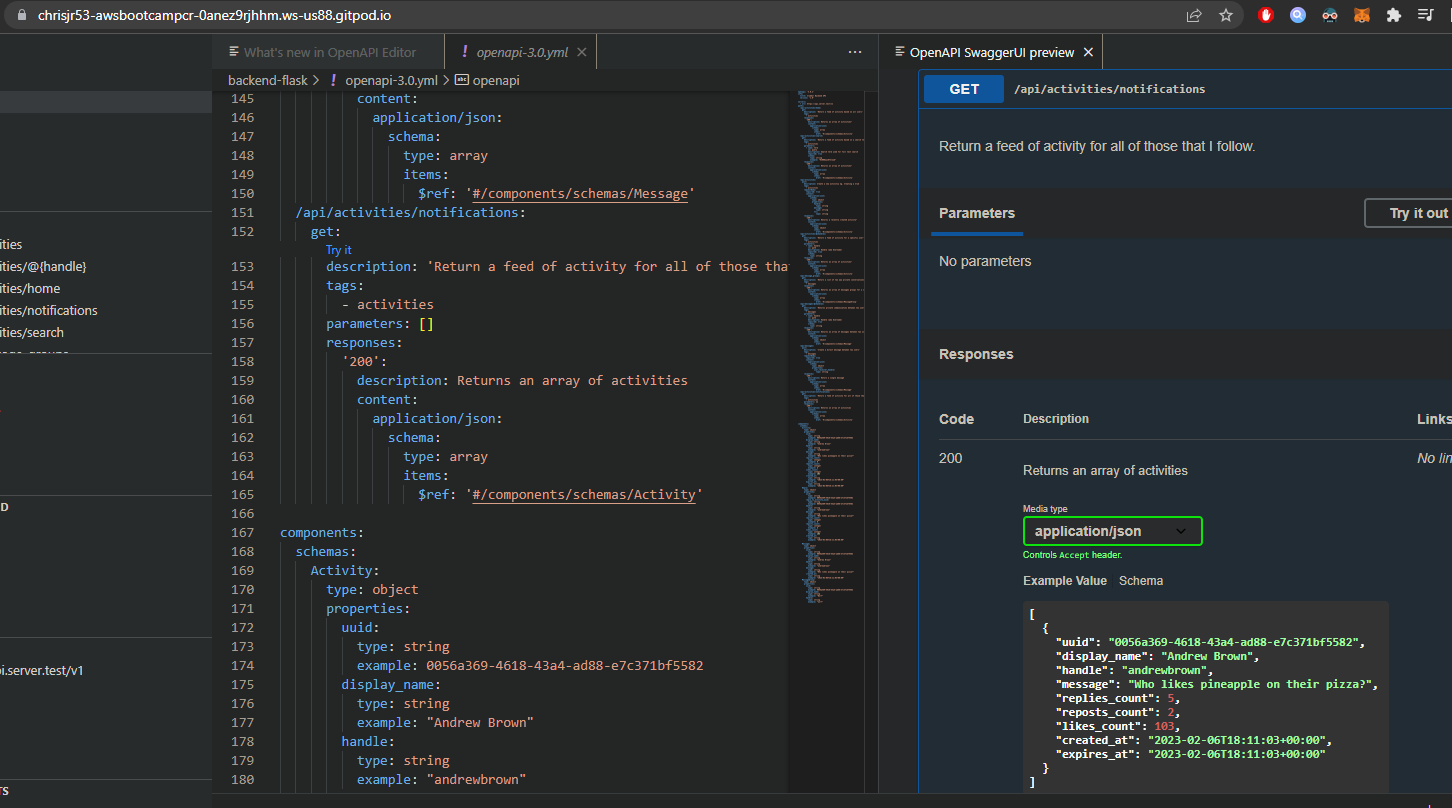 chrisjr53-awsbootcampcr-0anez9rjhhm.ws-us88.gitpod.io
What's new in OpenAPI Editor
! openapi-3.0.yml
OpenAPI SwaggerUI preview
backend-flask > ! openapi-3.0.yml > openapi
ities
ities/@{handle}
ities/home
ities/notifications
ities/search
D
oi.server.test/v1
TS
145 content:
146 application/json:
147 schema:
148 type: array
149 items:
150 $ref: '#/components/schemas/Message'
151 /api/activities/notifications:
152 get:
Try it
153 description: 'Return a feed of activity for all of those tha
154 tags:
155 - activities
156 parameters: []
157 responses:
158 '200':
159 description: Returns an array of activities
160 content:
161 application/json:
162 schema:
163 type: array
164 items:
165 $ref: '#/components/schemas/Activity'
166
167 components:
168 schemas:
169 Activity:
170 type: object
171 properties:
172 uuid:
173 type: string
174 example: 0056a369-4618-43a4-ad88-e7c371bf5582
175 display_name:
176 type: string
177 example: "Andrew Brown"
178 handle:
179 type: string
180 example: "andrewbrown"
GET /api/activities/notifications
Return a feed of activity for all of those that I follow.
Parameters
Try it out
No parameters
Responses
Code Description Links
200
Returns an array of activities
No lin
Media type
application/json
Controls Accept header.
Example Value Schema
[
{
"uuid": "0056a369-4618-43a4-ad88-e7c371bf5582",
"display_name": "Andrew Brown",
"handle": "andrewbrown",
"message": "Who likes pineapple on their pizza?",
"replies_count": 5,
"reposts_count": 2,
"likes_count": 103,
"created_at": "2023-02-06T18:11:03+00:00",
"expires_at": "2023-02-06T18:11:03+00:00"
}
]